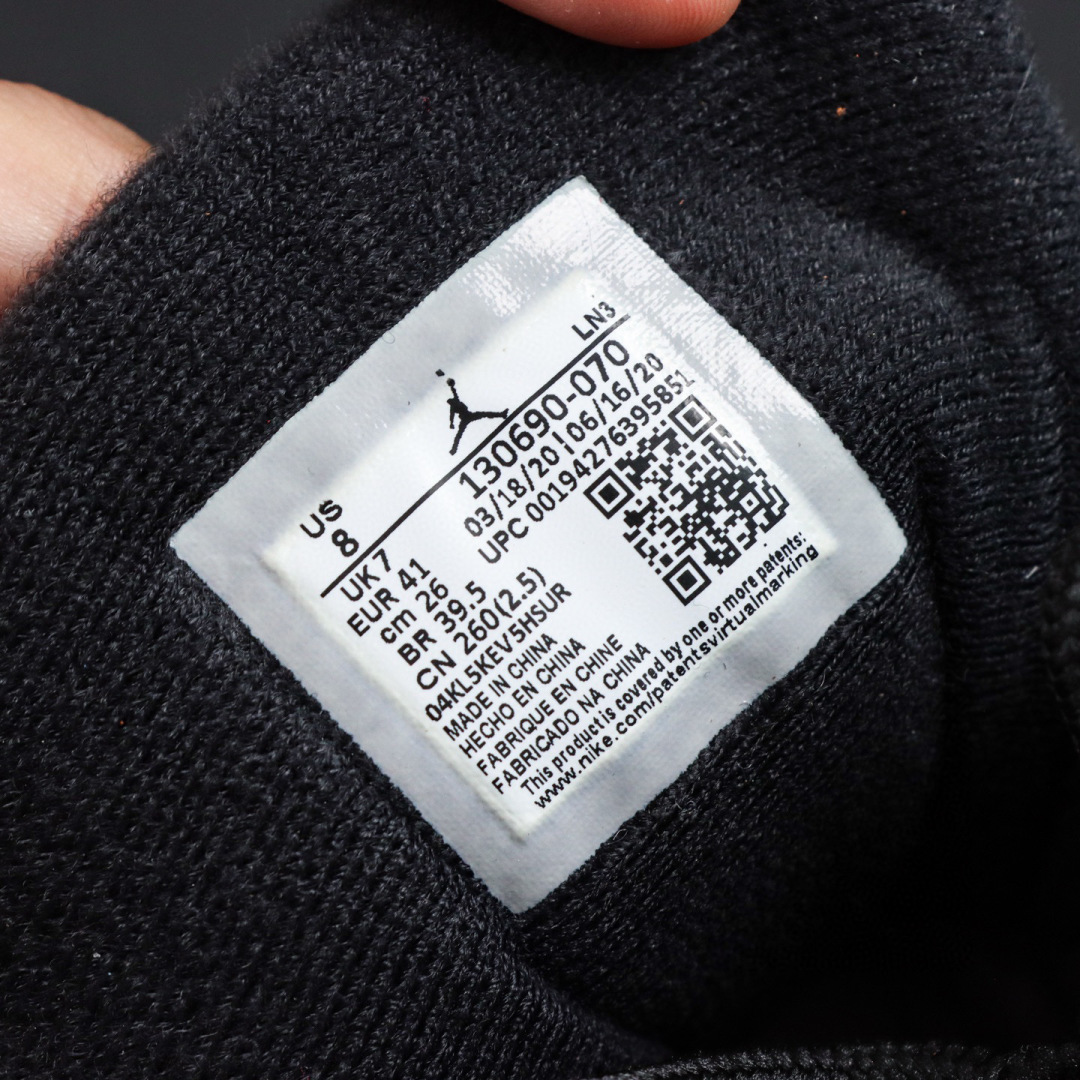 LN3
US
8
130690-070
UK 7
03/18/20 | 06/16/20
EUR 41
UPC 00194276395851
cm 26
BR 39.5
CN 260(2.5)
04KL5KEV5HSUR
MADE IN CHINA
HECHO EN CHINA
FABRIQUE EN CHINE
FABRICADO NA CHINA
This product is covered by one or more patents:
www.nike.com/patentsvirtualmarking